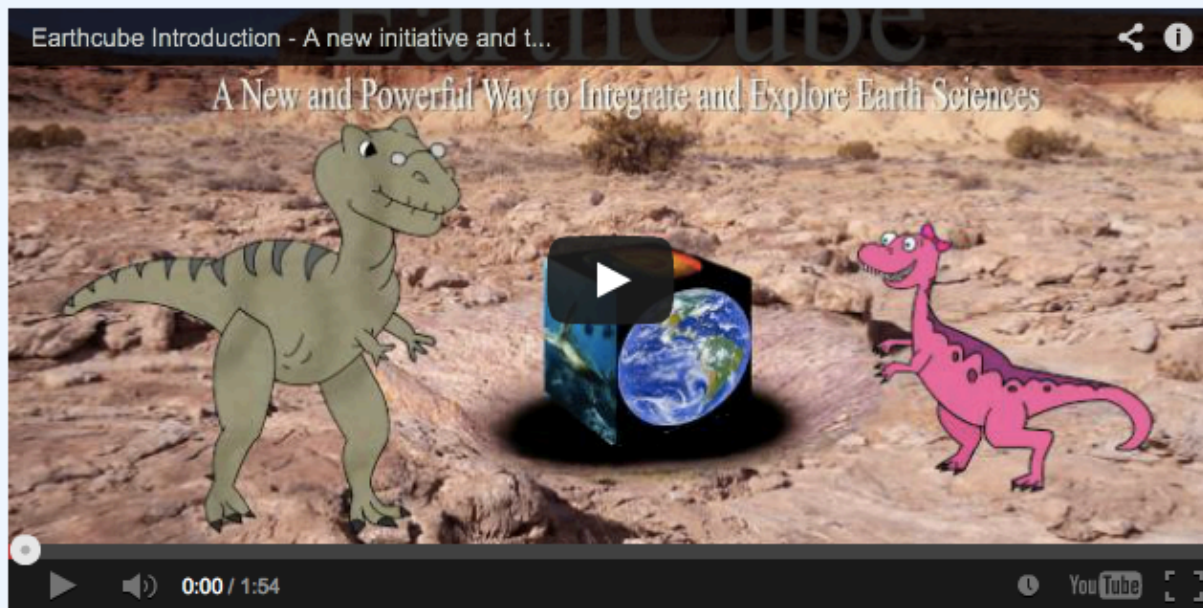 Earthcube Introduction - A new initiative and t...
EarthCube
A New and Powerful Way to Integrate and Explore Earth Sciences
0:00 / 1:54
YouTube